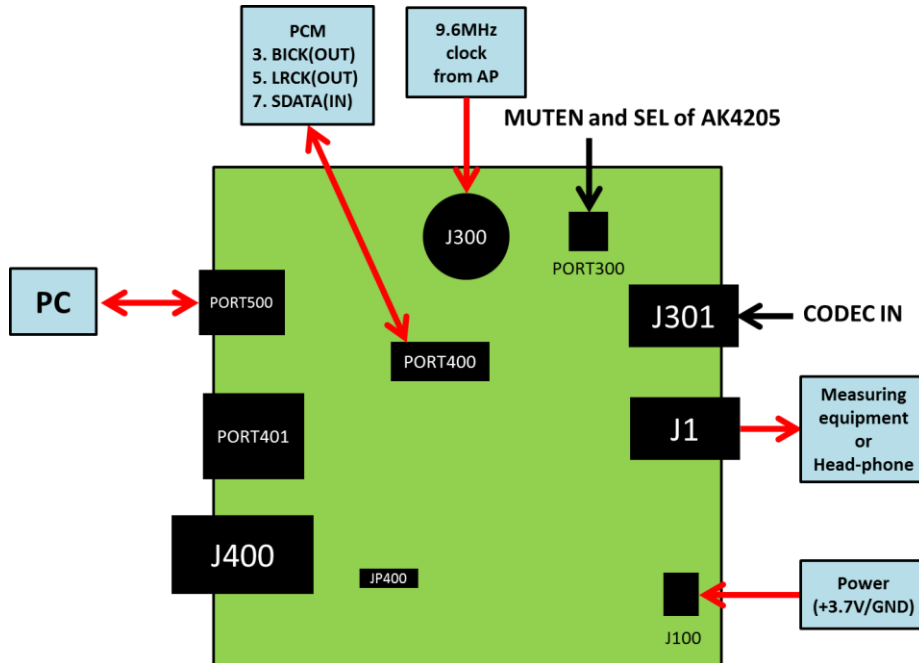 PCM
3. BICK(OUT)
5. LRCK(OUT)
7. SDATA(IN)
9.6MHz
clock
from AP
MUTEN and SEL of AK4205
J300
PORT300
PC
PORT500
J301
CODEC IN
PORT400
PORT401
J1
Measuring
equipment
or
Head-phone
J400
JP400
J100
Power
(+3.7V/GND)